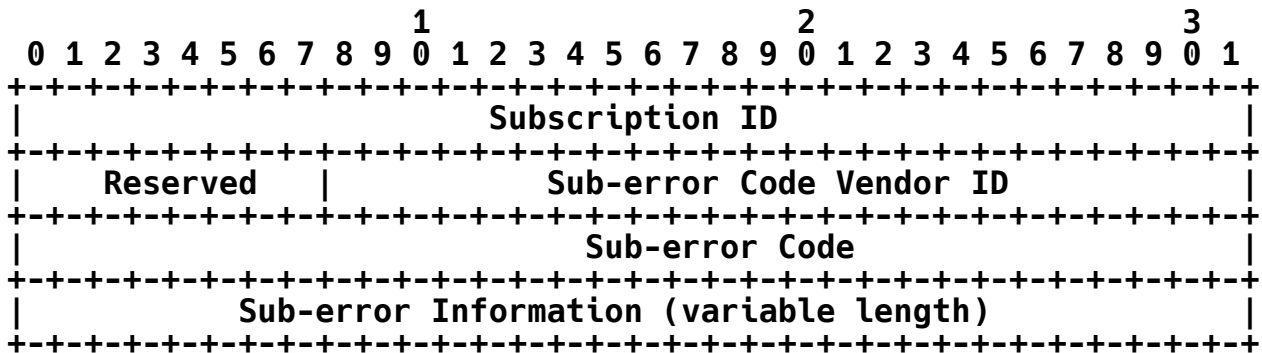 1                   2                   3
 0 1 2 3 4 5 6 7 8 9 0 1 2 3 4 5 6 7 8 9 0 1 2 3 4 5 6 7 8 9 0 1
+-+-+-+-+-+-+-+-+-+-+-+-+-+-+-+-+-+-+-+-+-+-+-+-+-+-+-+-+-+-+-+-+
|                        Subscription ID                        |
+-+-+-+-+-+-+-+-+-+-+-+-+-+-+-+-+-+-+-+-+-+-+-+-+-+-+-+-+-+-+-+-+
|    Reserved   |           Sub-error Code Vendor ID            |
+-+-+-+-+-+-+-+-+-+-+-+-+-+-+-+-+-+-+-+-+-+-+-+-+-+-+-+-+-+-+-+-+
|                             Sub-error Code                    |
+-+-+-+-+-+-+-+-+-+-+-+-+-+-+-+-+-+-+-+-+-+-+-+-+-+-+-+-+-+-+-+-+
|           Sub-error Information (variable length)             |
+-+-+-+-+-+-+-+-+-+-+-+-+-+-+-+-+-+-+-+-+-+-+-+-+-+-+-+-+-+-+-+-+